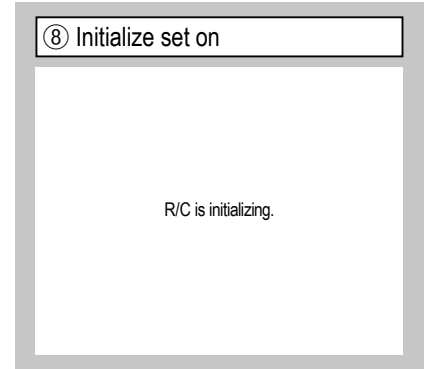 ⑧ Initialize set on
R/C is initializing.